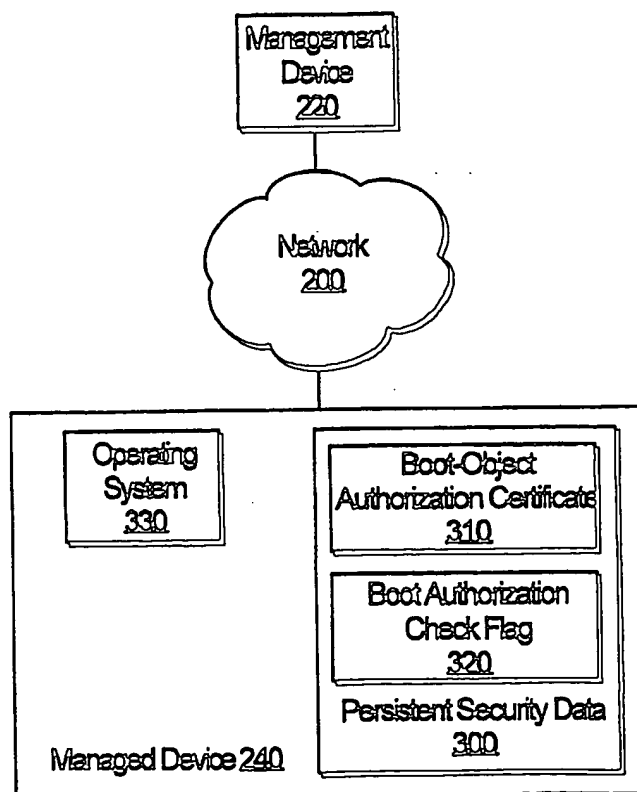 Management
Device
220
Network
200
Operating
System
330
Boot-Object
Authorization Certificate
310
Boot Authorization
Check Flag
320
Persistent Security Data
300
Managed Device 240